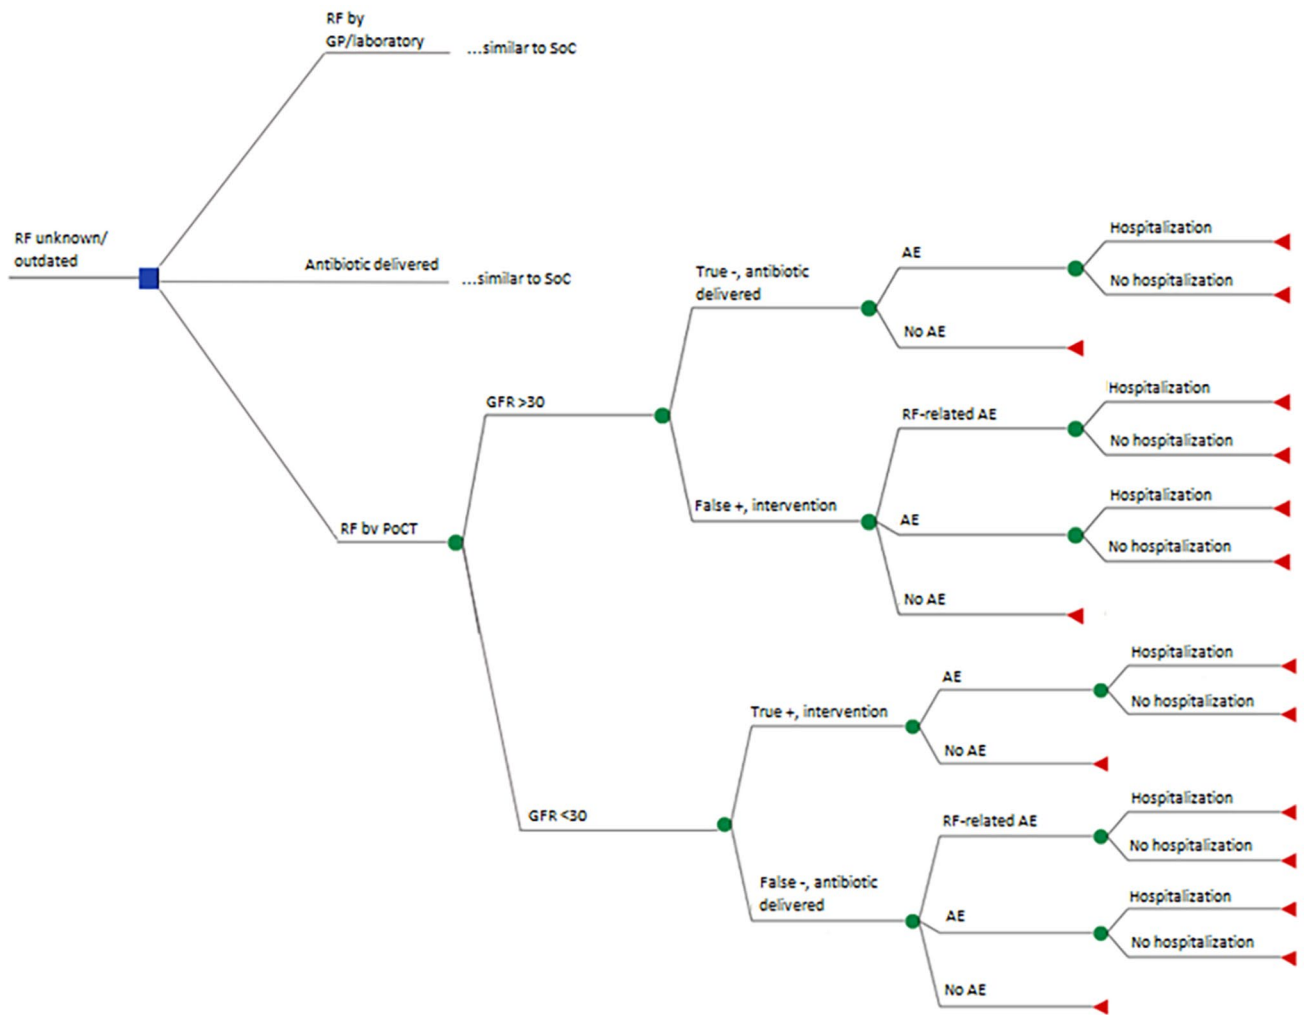 RF by
GP/laboratory
...similar to SoC
RF unknown/
outdated
Antibiotic delivered
...similar to SoC
RF bv PoCT
GFR >30
True -, antibiotic
delivered
AE
Hospitalization
No hospitalization
No AE
False +, intervention
RF-related AE
Hospitalization
No hospitalization
AE
Hospitalization
No hospitalization
No AE
GFR <30
True +, intervention
AE
Hospitalization
No hospitalization
No AE
False -, antibiotic
delivered
RF-related AE
Hospitalization
No hospitalization
AE
Hospitalization
No hospitalization
No AE